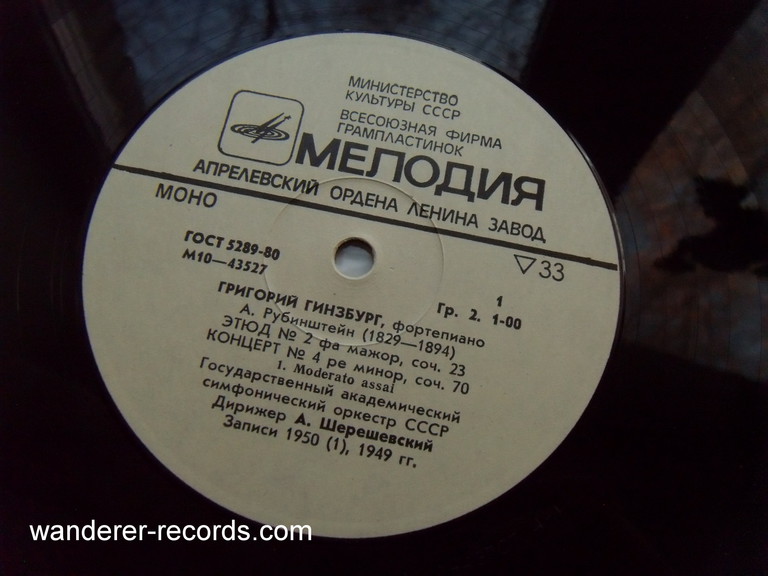 МИНИСТЕРСТВО
КУЛЬТУРЫ СССР
ВСЕСОЮЗНАЯ ФИРМА
ГРАМПЛАСТИНОК
МЕЛОДИЯ
АПРЕЛЕВСКИЙ ОРДЕНА ЛЕНИНА ЗАВОД
МОНО
▽33
ГОСТ 5289-80
М10—43527
1
Гр. 2. 1-00
ГРИГОРИЙ ГИНЗБУРГ, фортепиано
А. Рубинштейн (1829—1894)
ЭТЮД № 2 фа мажор, соч. 23
КОНЦЕРТ № 4 ре минор, соч. 70
1. Moderato assai
Государственный академический
симфонический оркестр СССР
Дирижер А. Шерешевский
Записи 1950 (1), 1949 гг.
wanderer-records.com